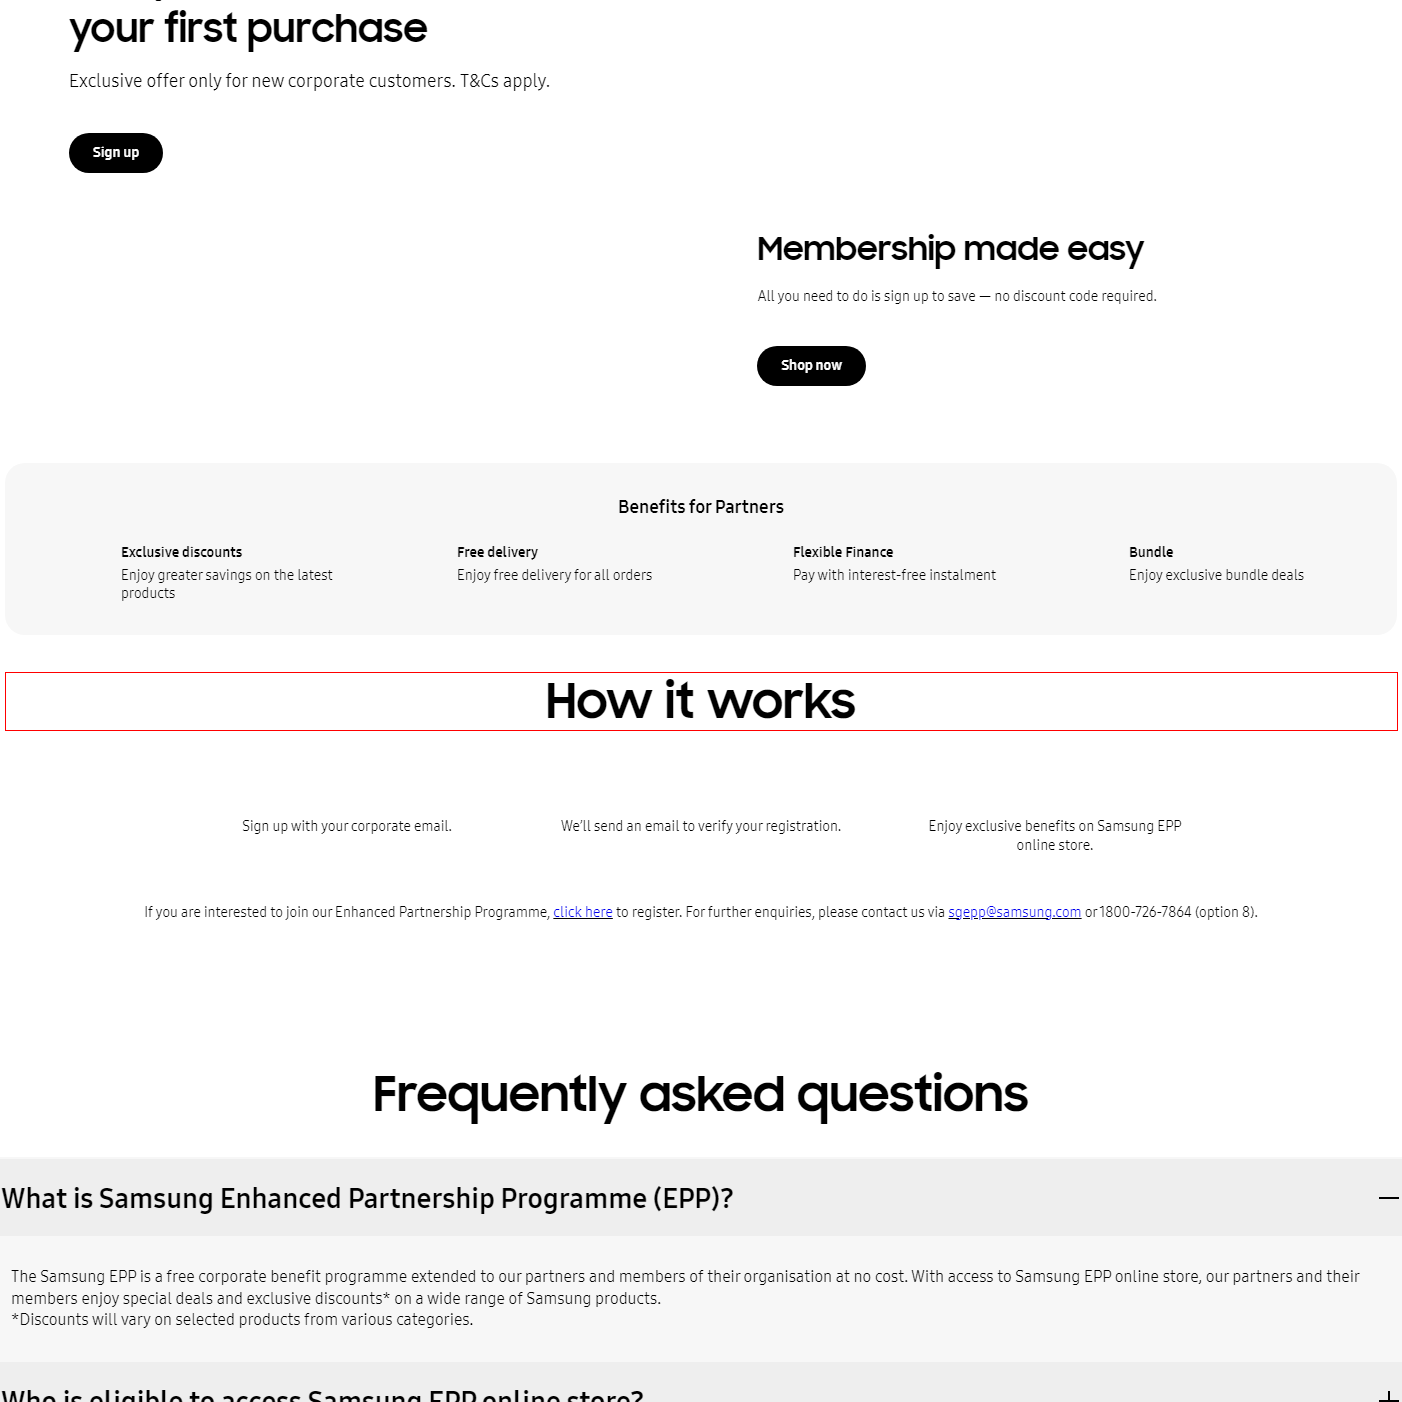 your first purchase
Exclusive offer only for new corporate customers. T&Cs apply.
Sign up
Membership made easy
All you need to do is sign up to save — no discount code required.
Shop now
Benefits for Partners
Exclusive discounts
Enjoy greater savings on the latest
products
Free delivery
Enjoy free delivery for all orders
Flexible Finance
Pay with interest-free instalment
Bundle
Enjoy exclusive bundle deals
How it works
Sign up with your corporate email.
We’ll send an email to verify your registration.
Enjoy exclusive benefits on Samsung EPP
online store.
If you are interested to join our Enhanced Partnership Programme, click here to register. For further enquiries, please contact us via sgepp@samsung.com or 1800-726-7864 (option 8).
Frequently asked questions
What is Samsung Enhanced Partnership Programme (EPP)?
The Samsung EPP is a free corporate benefit programme extended to our partners and members of their organisation at no cost. With access to Samsung EPP online store, our partners and their
members enjoy special deals and exclusive discounts* on a wide range of Samsung products.
*Discounts will vary on selected products from various categories.
Who is eligible to access Samsung EPP online store?